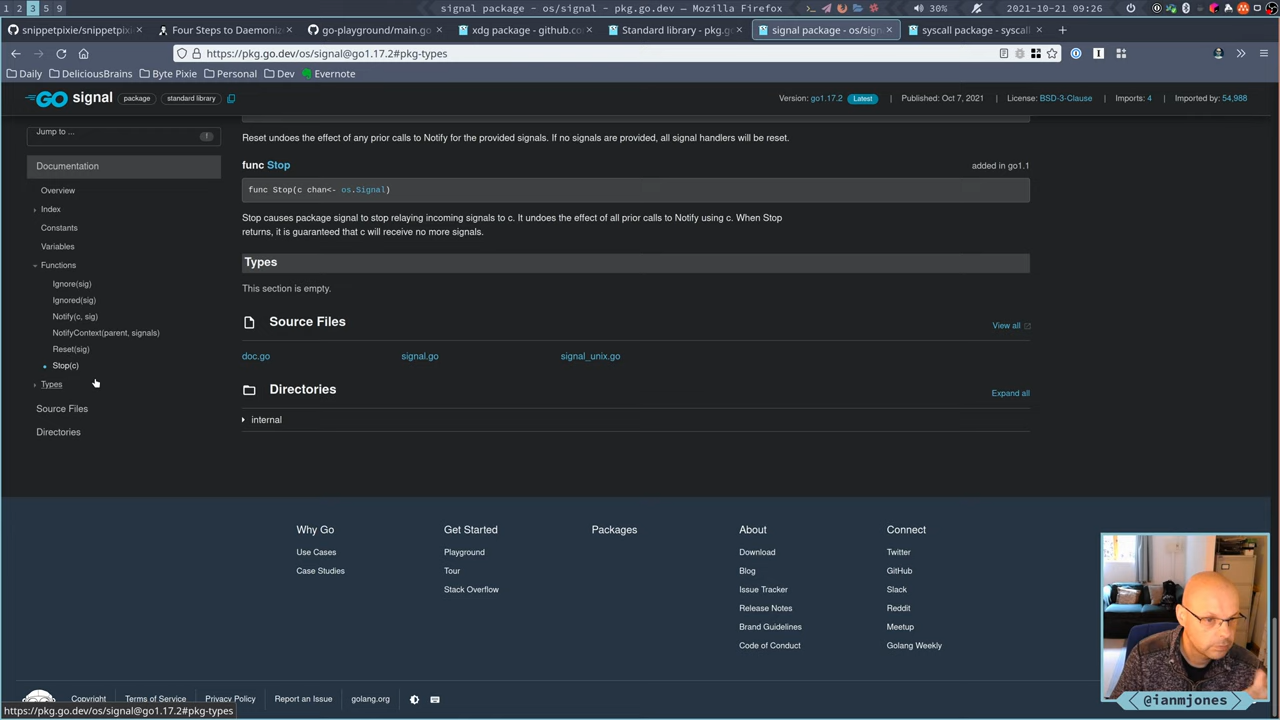 1 2 3 5 9
signal package - os/signal - pkg.go.dev — Mozilla Firefox
30%
2021-10-21 09:26
snippetpixie/snippetpixi
Four Steps to Daemoniz
go-playground/main.go
xdg package - github.co
Standard library - pkg.g
signal package - os/sign
syscall package - syscall
https://pkg.go.dev/os/signal@go1.17.2#pkg-types
Daily
DeliciousBrains
Byte Pixie
Personal
Dev
Evernote
GO signal
package
standard library
Version: go1.17.2 Latest
Published: Oct 7, 2021
License: BSD-3-Clause
Imports: 4
Imported by: 54,988
Jump to ...
Documentation
Overview
Index
Constants
Variables
Functions
Ignore(sig)
Ignored(sig)
Notify(c, sig)
NotifyContext(parent, signals)
Reset(sig)
Stop(c)
Types
Source Files
Directories
Reset undoes the effect of any prior calls to Notify for the provided signals. If no signals are provided, all signal handlers will be reset.
func Stop
added in go1.1
func Stop(c chan<- os.Signal)
Stop causes package signal to stop relaying incoming signals to c. It undoes the effect of all prior calls to Notify using c. When Stop
returns, it is guaranteed that c will receive no more signals.
Types
This section is empty.
Source Files
View all
doc.go
signal.go
signal_unix.go
Directories
Expand all
internal
Why Go
Use Cases
Case Studies
Get Started
Playground
Tour
Stack Overflow
Packages
About
Download
Blog
Issue Tracker
Release Notes
Brand Guidelines
Code of Conduct
Connect
Twitter
GitHub
Slack
Reddit
Meetup
Golang Weekly
Copyright
Terms of Service
Privacy Policy
Report an Issue
golang.org
https://pkg.go.dev/os/signal@go1.17.2#pkg-types
@ianmjones